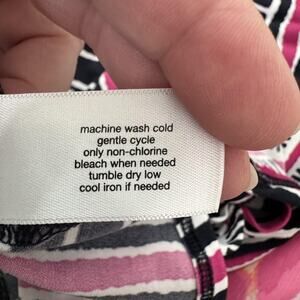 machine wash cold
gentle cycle
only non-chlorine
bleach when needed
tumble dry low
cool iron if needed